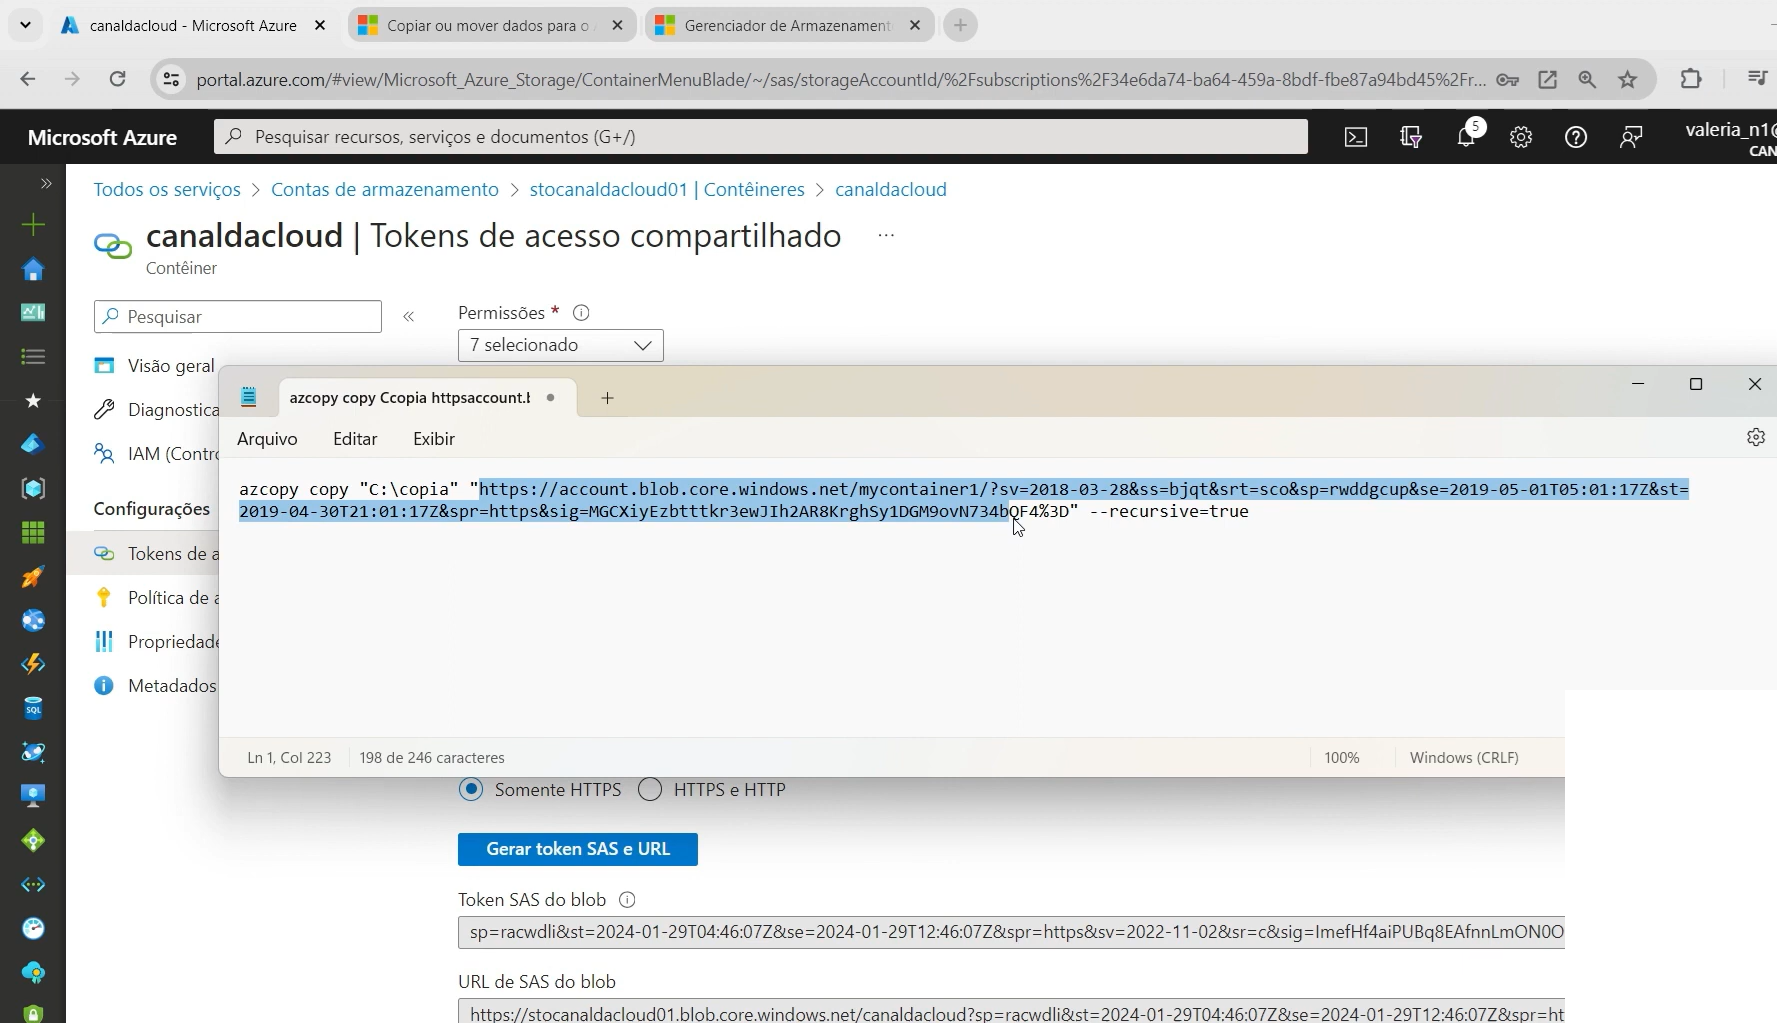 canaldacloud - Microsoft Azure
Copiar ou mover dados para o
Gerenciador de Armazenament
portal.azure.com/#view/Microsoft_Azure_Storage/ContainerMenuBlade/~/sas/storageAccountId/%2Fsubscriptions%2F34e6da74-ba64-459a-8bdf-fbe87a94bd45%2Fr...
Microsoft Azure
Pesquisar recursos, serviços e documentos (G+/)
5
valeria_n1@
CAN
Todos os serviços > Contas de armazenamento > stocanaldacloud01 | Contêineres > canaldacloud
canaldacloud | Tokens de acesso compartilhado ...
Contêiner
Pesquisar
«
Permissões * 
7 selecionado
Visão geral
Diagnostica
IAM (Contro
Configurações
Tokens de a
Política de a
Propriedade
Metadados
azcopy copy Ccopia httpsaccount.b
Arquivo Editar Exibir
azcopy copy "C:\copia" "https://account.blob.core.windows.net/mycontainer1/?sv=2018-03-28&ss=bjqt&srt=sco&sp=rwddgcup&se=2019-05-01T05:01:17Z&st=
2019-04-30T21:01:17Z&spr=https&sig=MGCXiyEzbtttkr3ewJIh2AR8KrghSy1DGM9ovN734bQF4%3D" --recursive=true
Ln 1, Col 223
198 de 246 caracteres
100%
Windows (CRLF)
Somente HTTPS
HTTPS e HTTP
Gerar token SAS e URL
Token SAS do blob
sp=racwdli&st=2024-01-29T04:46:07Z&se=2024-01-29T12:46:07Z&spr=https&sv=2022-11-02&sr=c&sig=ImefHf4aiPUBq8EAfnnLmON0O
URL de SAS do blob
https://stocanaldacloud01.blob.core.windows.net/canaldacloud?sp=racwdli&st=2024-01-29T04:46:07Z&se=2024-01-29T12:46:07Z&spr=ht
SQL